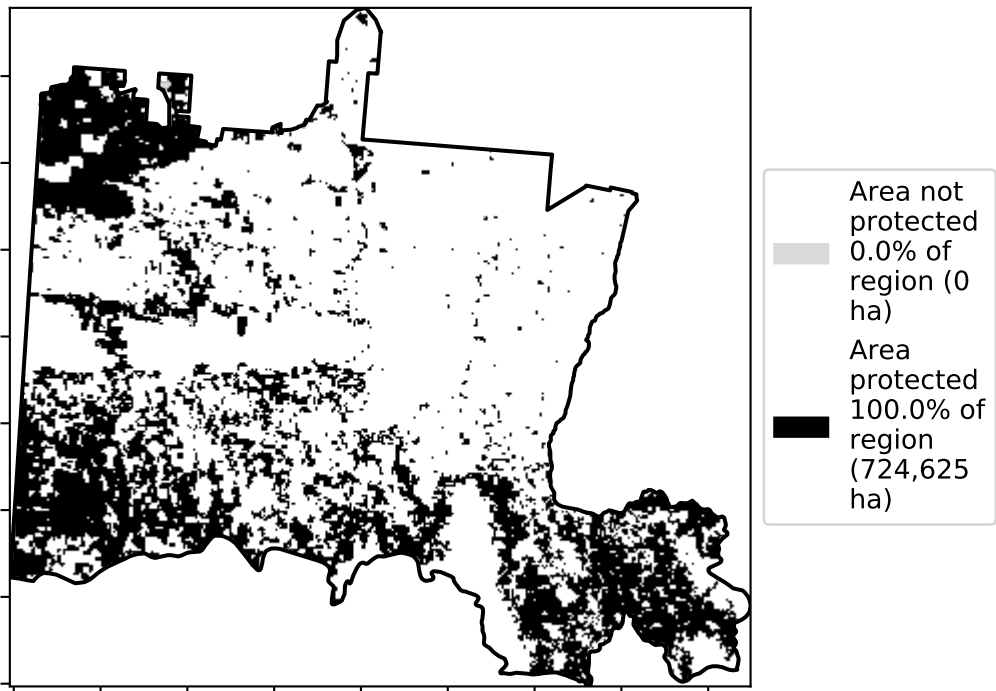 Area not
protected
0.0% of
region (0
ha)
Area
protected
100.0% of
region
(724,625
ha)